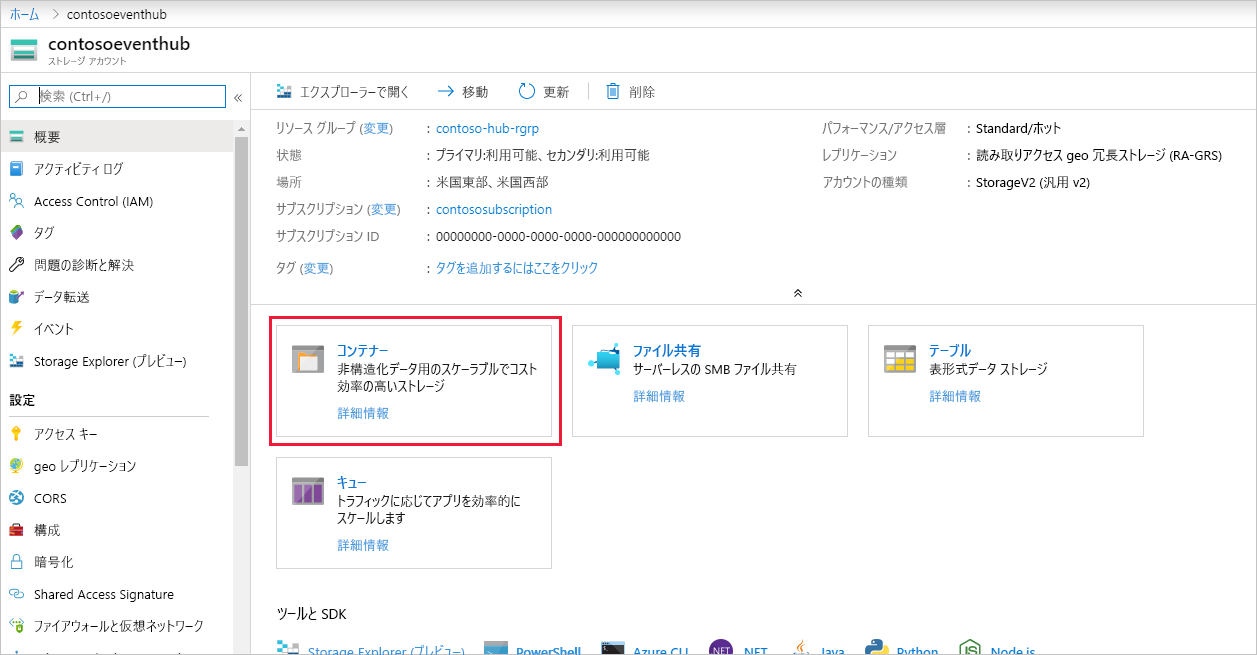 ホーム > contosoeventhub
contosoeventhub
ストレージ アカウント
検索 (Ctrl+/)
«
概要
アクティビティ ログ
Access Control (IAM)
タグ
問題の診断と解決
データ転送
イベント
Storage Explorer (プレビュー)
設定
アクセス キー
geo レプリケーション
CORS
構成
暗号化
Shared Access Signature
ファイアウォールと仮想ネットワーク
エクスプローラーで開く 移動 更新 削除
リソース グループ (変更) : contoso-hub-rgrp
状態 : プライマリ:利用可能、セカンダリ:利用可能
場所 : 米国東部、米国西部
サブスクリプション (変更) : contososubscription
サブスクリプション ID : 00000000-0000-0000-0000-000000000000
タグ (変更) : タグを追加するにはここをクリック
パフォーマンス/アクセス層 : Standard/ホット
レプリケーション : 読み取りアクセス geo 冗長ストレージ (RA-GRS)
アカウントの種類 : StorageV2 (汎用 v2)
コンテナー
非構造化データ用のスケーラブルでコスト
効率の高いストレージ
詳細情報
ファイル共有
サーバーレスの SMB ファイル共有
詳細情報
テーブル
表形式データ ストレージ
詳細情報
キュー
トラフィックに応じてアプリを効率的に
スケールします
詳細情報
ツールと SDK
Storage Explorer (プレビュー) PowerShell Azure CLI .NET Java Python Node.js